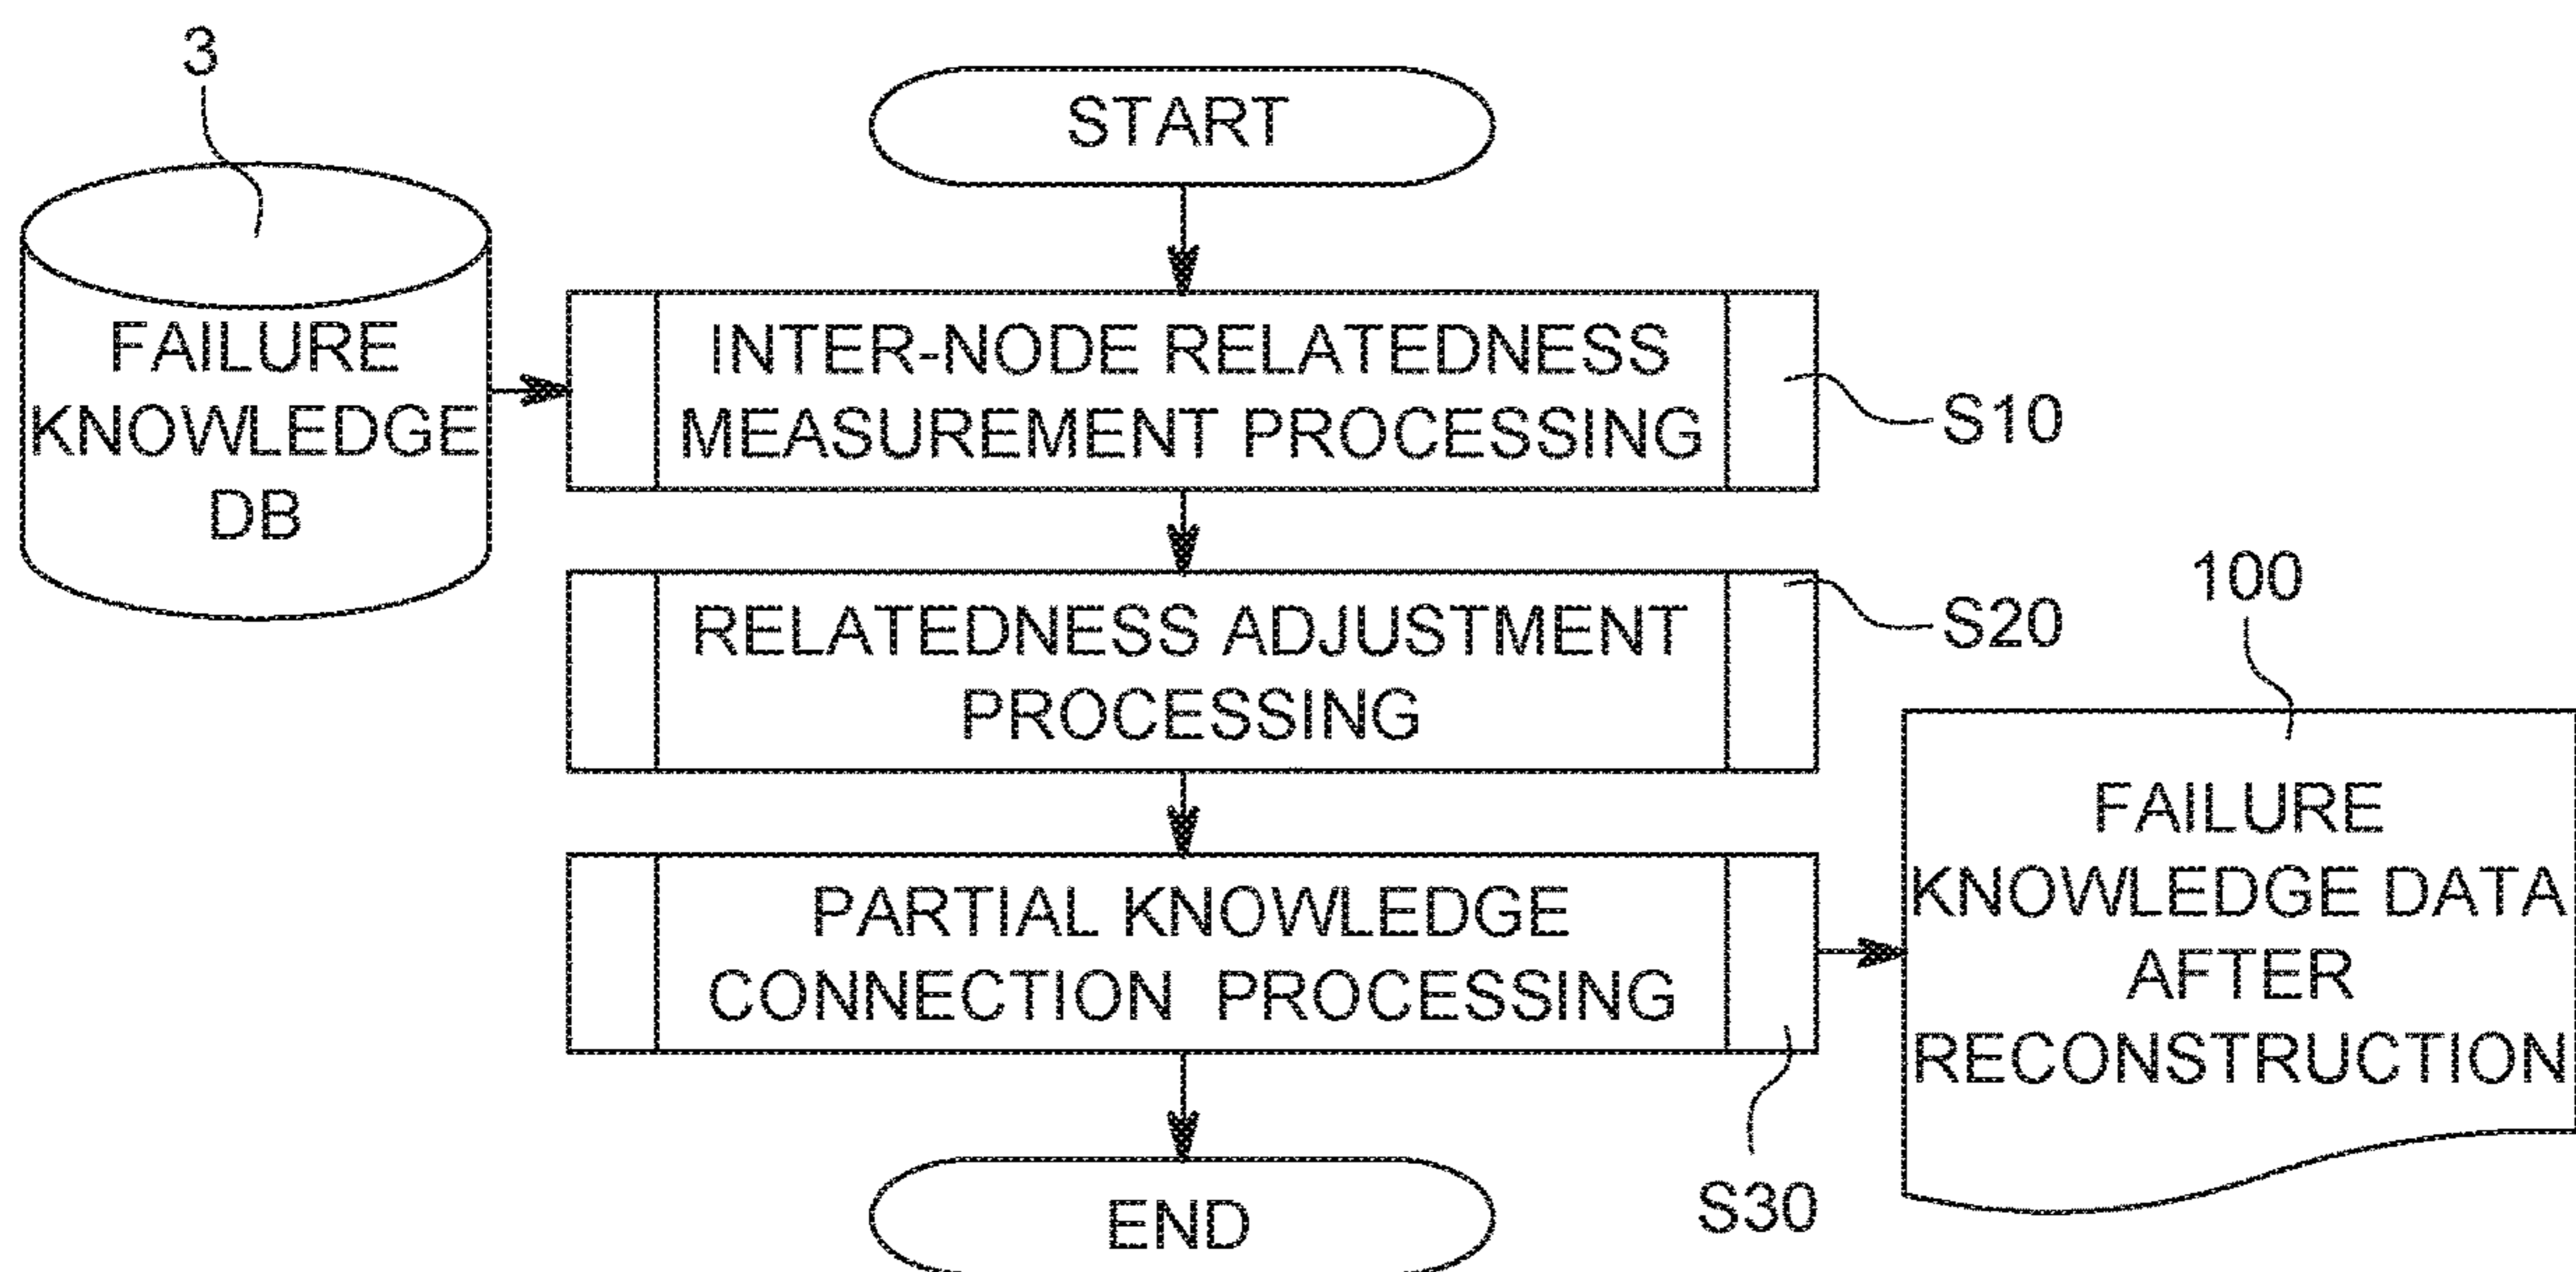 3
START
FAILURE
KNOWLEDGE
DB
INTER-NODE RELATEDNESS
MEASUREMENT PROCESSING
S10
RELATEDNESS ADJUSTMENT
PROCESSING
S20
100
PARTIAL KNOWLEDGE
CONNECTION PROCESSING
S30
FAILURE
KNOWLEDGE DATA
AFTER
RECONSTRUCTION
END